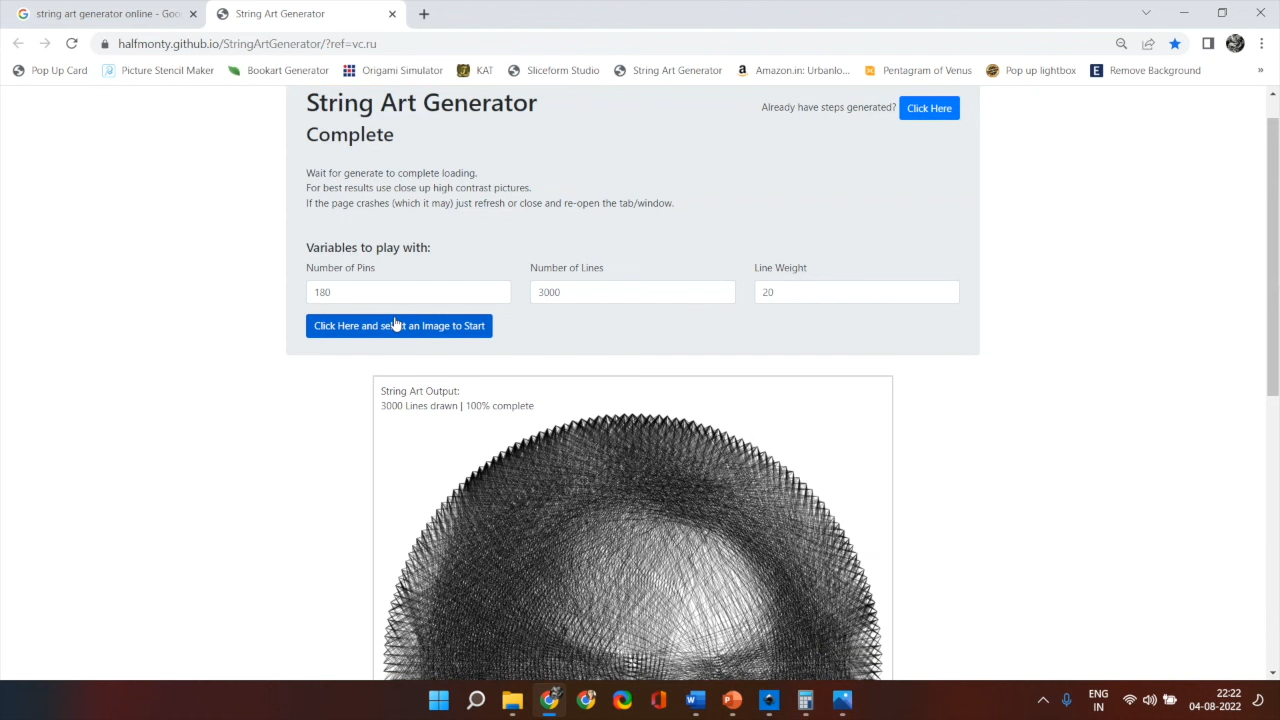 string art generator online - Goo
String Art Generator
halfmonty.github.io/StringArtGenerator/?ref=vc.ru
Pop Up Card
Picture Stencil Maker
Bookart Generator
Origami Simulator
KAT
Sliceform Studio
String Art Generator
Amazon.in: Urbanlo...
Pentagram of Venus
Pop up lightbox
Remove Background
»
String Art Generator
Already have steps generated?
Click Here
Complete
Wait for generate to complete loading.
For best results use close up high contrast pictures.
If the page crashes (which it may) just refresh or close and re-open the tab/window.
Variables to play with:
Number of Pins
Number of Lines
Line Weight
180
3000
20
Click Here and select an Image to Start
String Art Output:
3000 Lines drawn | 100% complete
ENG
IN
22:22
04-08-2022